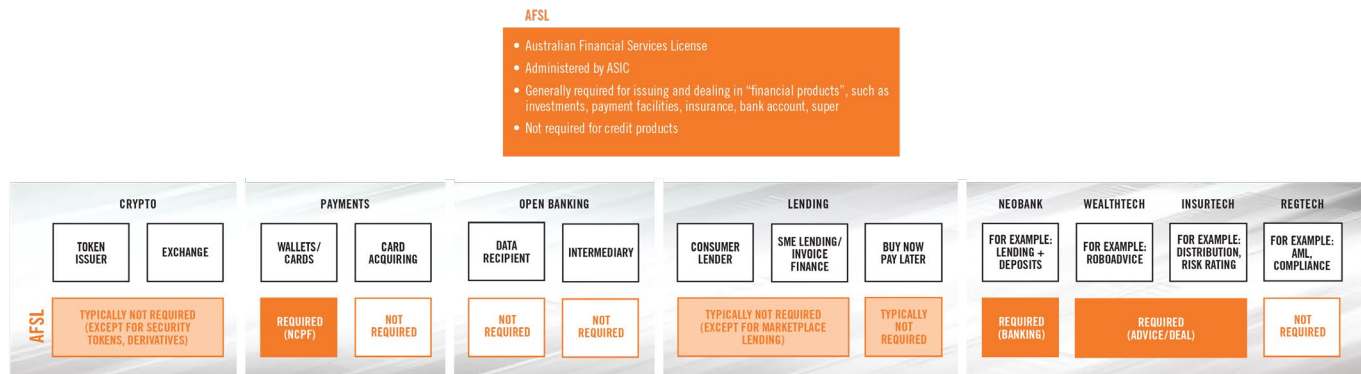 AFSL
• Australian Financial Services License
• Administered by ASIC
• Generally required for issuing and dealing in “financial products”, such as
investments, payment facilities, insurance, bank account, super
• Not required for credit products
CRYPTO
TOKEN
ISSUER
EXCHANGE
PAYMENTS
WALLETS/
CARDS
CARD
ACQUIRING
OPEN BANKING
DATA
RECIPIENT
INTERMEDIARY
LENDING
CONSUMER
LENDER
SME LENDING/
INVOICE
FINANCE
BUY NOW
PAY LATER
NEOBANK
FOR EXAMPLE:
LENDING +
DEPOSITS
WEALTHTECH
FOR EXAMPLE:
ROBOADVICE
INSURTECH
FOR EXAMPLE:
DISTRIBUTION,
RISK RATING
REGTECH
FOR EXAMPLE:
AML,
COMPLIANCE
AFSL
TYPICALLY NOT REQUIRED
(EXCEPT FOR SECURITY
TOKENS, DERIVATIVES)
REQUIRED
(NCPF)
NOT
REQUIRED
NOT
REQUIRED
NOT
REQUIRED
TYPICALLY NOT REQUIRED
(EXCEPT FOR MARKETPLACE
LENDING)
TYPICALLY
NOT
REQUIRED
REQUIRED
(BANKING)
REQUIRED
(ADVICE/DEAL)
NOT
REQUIRED